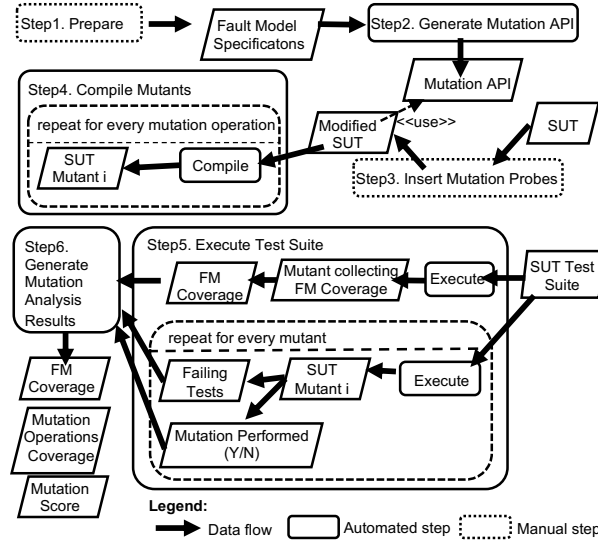 Step1. Prepare
Fault Model
Specificatons
Step2. Generate Mutation API
Step4. Compile Mutants
Mutation API
repeat for every mutation operation
Modified
SUT
<<use>>
SUT
SUT
Mutant i
Compile
Step3. Insert Mutation Probes
Step6.
Generate
Mutation
Analysis
Results
Step5. Execute Test Suite
FM
Coverage
Mutant collecting
FM Coverage
Execute
SUT Test
Suite
repeat for every mutant
FM
Coverage
Failing
Tests
SUT
Mutant i
Execute
Mutation
Operations
Coverage
Mutation Performed
(Y/N)
Mutation
Score
Legend:
Data flow
Automated step
Manual step